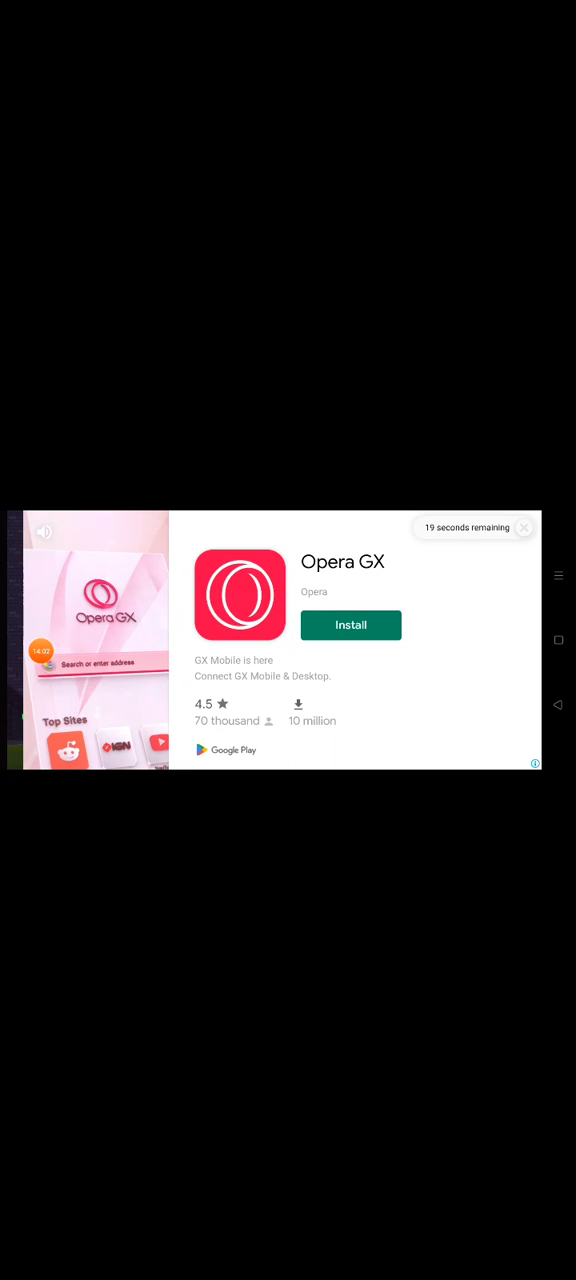 19 seconds remaining
Opera GX
Opera GX
Opera
Install
14:02
Search or enter address
GX Mobile is here
Connect GX Mobile & Desktop.
4.5
70 thousand
10 million
Top Sites
IGN
Google Play